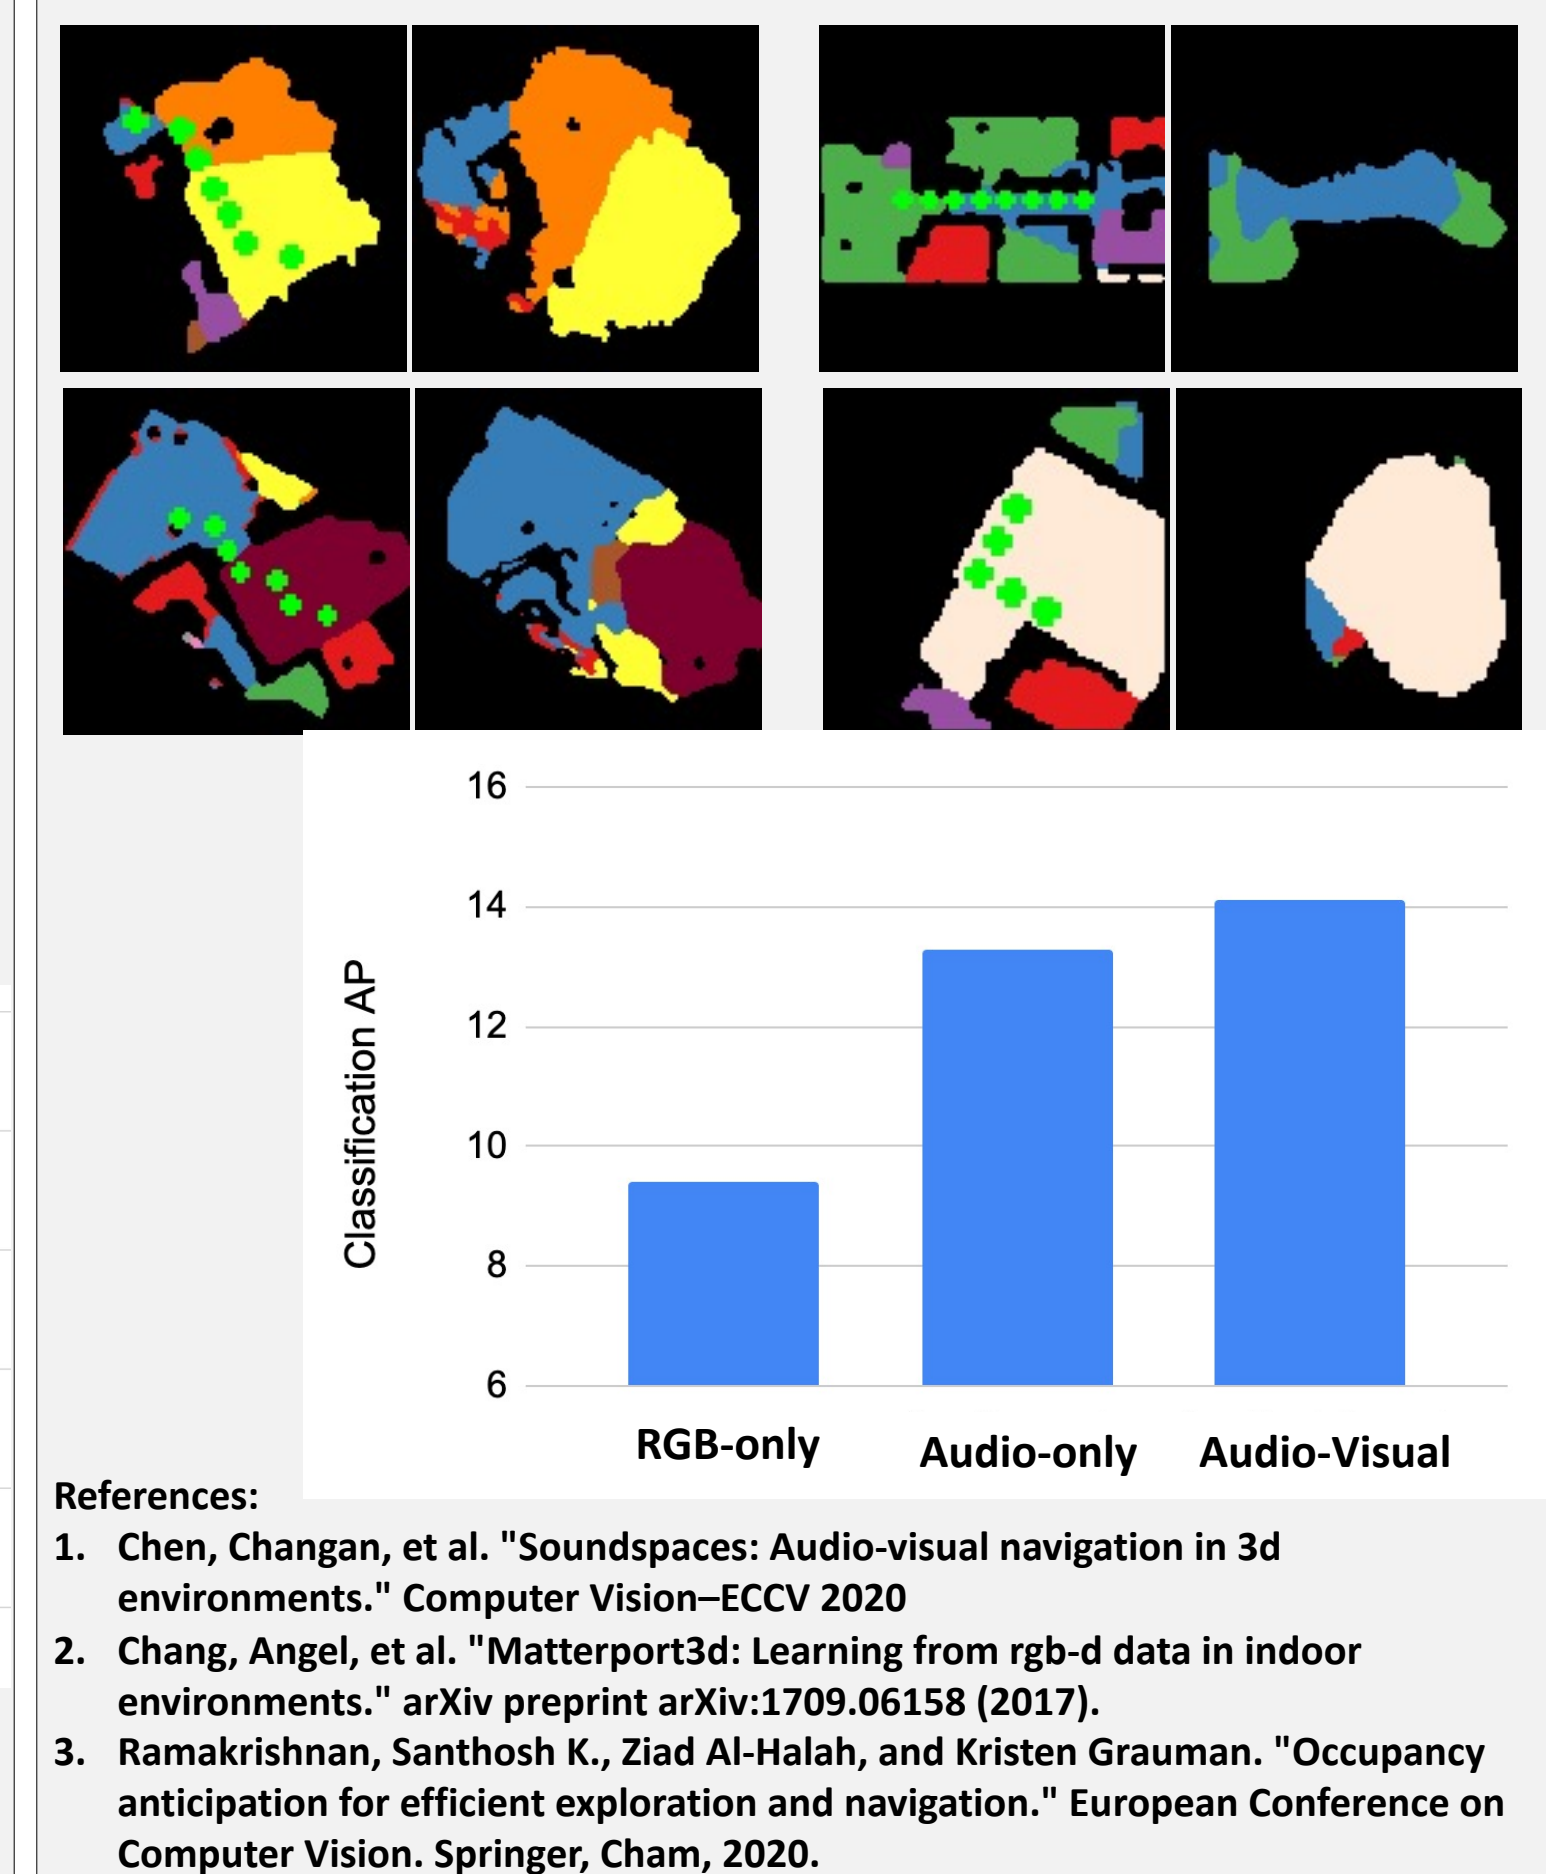 16
14
12
10
8
6
Classification AP
RGB-only
Audio-only
Audio-Visual
References:
1. Chen, Changan, et al. "Soundspaces: Audio-visual navigation in 3d
environments." Computer Vision–ECCV 2020
2. Chang, Angel, et al. "Matterport3d: Learning from rgb-d data in indoor
environments." arXiv preprint arXiv:1709.06158 (2017).
3. Ramakrishnan, Santhosh K., Ziad Al-Halah, and Kristen Grauman. "Occupancy
anticipation for efficient exploration and navigation." European Conference on
Computer Vision. Springer, Cham, 2020.